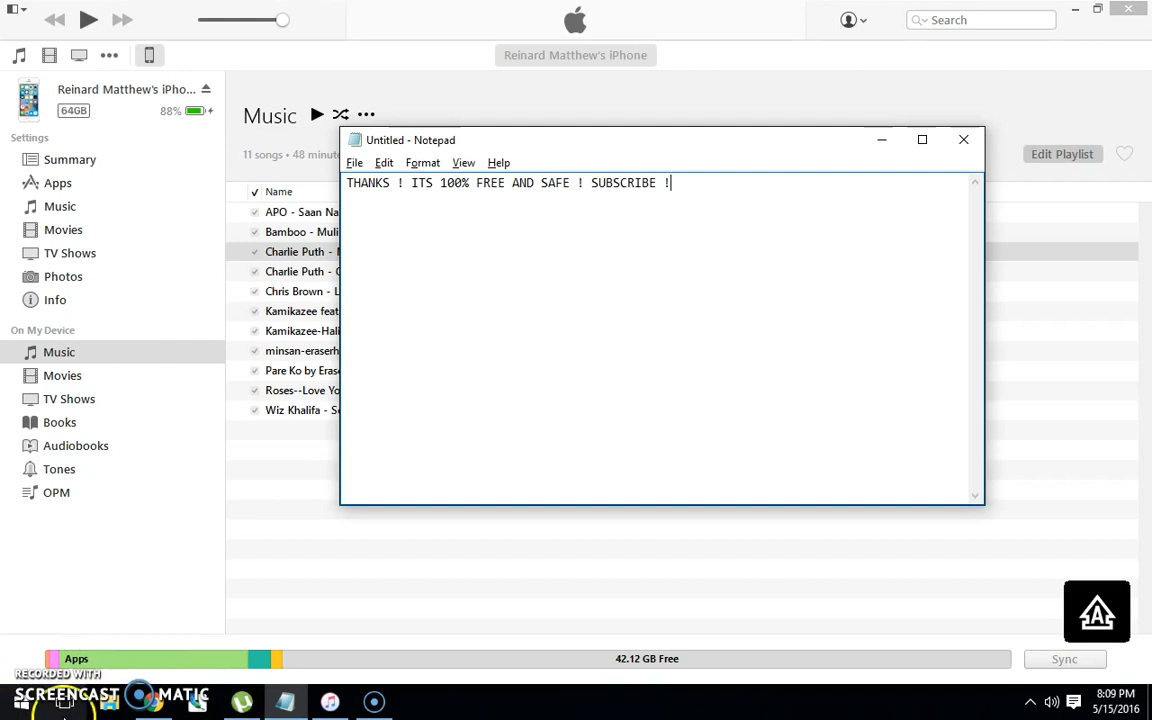 Search
Reinard Matthew's iPhone
Reinard Matthew's iPho...
64GB
88%
Settings
Summary
Apps
Music
Movies
TV Shows
Photos
Info
On My Device
Music
Movies
TV Shows
Books
Audiobooks
Tones
OPM
Music
11 songs • 48 minut
Edit Playlist
Name
APO - Saan Na
Bamboo - Muli
Charlie Puth -
Charlie Puth -
Chris Brown - L
Kamikazee feat
Kamikazee-Hali
minsan-eraserh
Pare Ko by Eras
Roses--Love Yo
Wiz Khalifa - Se
Untitled - Notepad
File Edit Format View Help
THANKS ! ITS 100% FREE AND SAFE ! SUBSCRIBE !
A
Apps
42.12 GB Free
Sync
RECORDED WITH
SCREENCAST MATIC
8:09 PM
5/15/2016